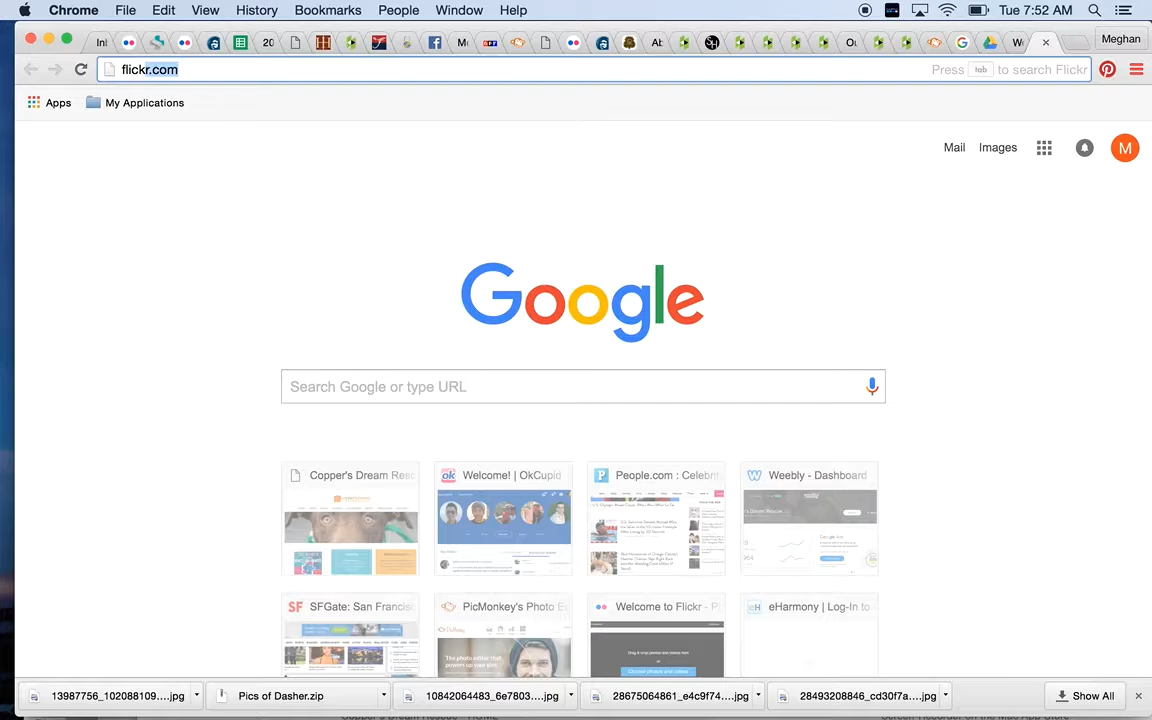 Chrome File Edit View History Bookmarks People Window Help Tue 7:52 AM
20 Meghan
flickr.com Press tab to search Flickr
Apps My Applications
Mail Images M
Google
Search Google or type URL
Copper's Dream Resc Welcome! | OkCupid People.com : Celebri Weebly - Dashboard
SFGate: San Francisc PicMonkey's Photo E Welcome to Flickr - P eHarmony | Log-In to
13987756_102088109....jpg Pics of Dasher.zip 10842064483_6e7803....jpg 28675064861_e4c9f74....jpg 28493208846_cd30f7a....jpg Show All